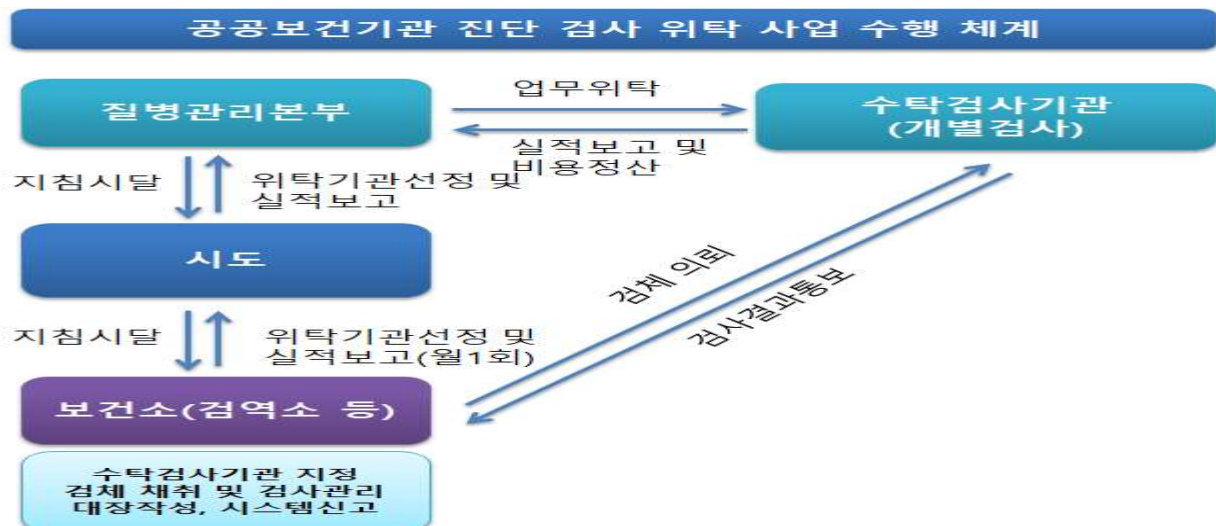 공공보건기관 진단 검사 위탁 사업 수행 체계
질병관리본부
업무위탁
수탁검사기관
(개별검사)
실적보고 및
비용정산
지침시달
위탁기관선정 및
실적보고
시도
검체 의뢰
검사결과통보
지침시달
위탁기관선정 및
실적보고(월1회)
보건소(검역소 등)
수탁검사기관 지정
검체 채취 및 검사관리
대장작성, 시스템신고